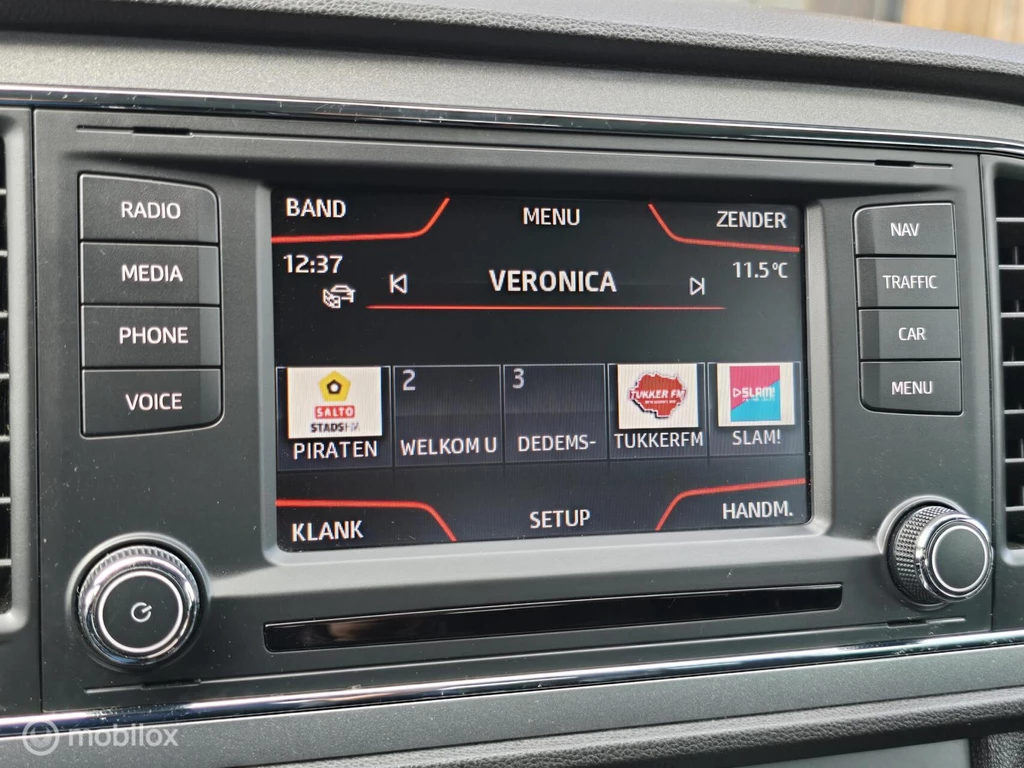 RADIO
MEDIA
PHONE
VOICE
BAND
MENU
ZENDER
12:37
VERONICA
11.5°C
SALTO
STADSFM
PIRATEN
2
WELKOM U
3
DEDEMS-
TUKKER FM
TUKKERFM
SLAM!
SLAM!
KLANK
SETUP
HANDM.
NAV
TRAFFIC
CAR
MENU
© mobilox